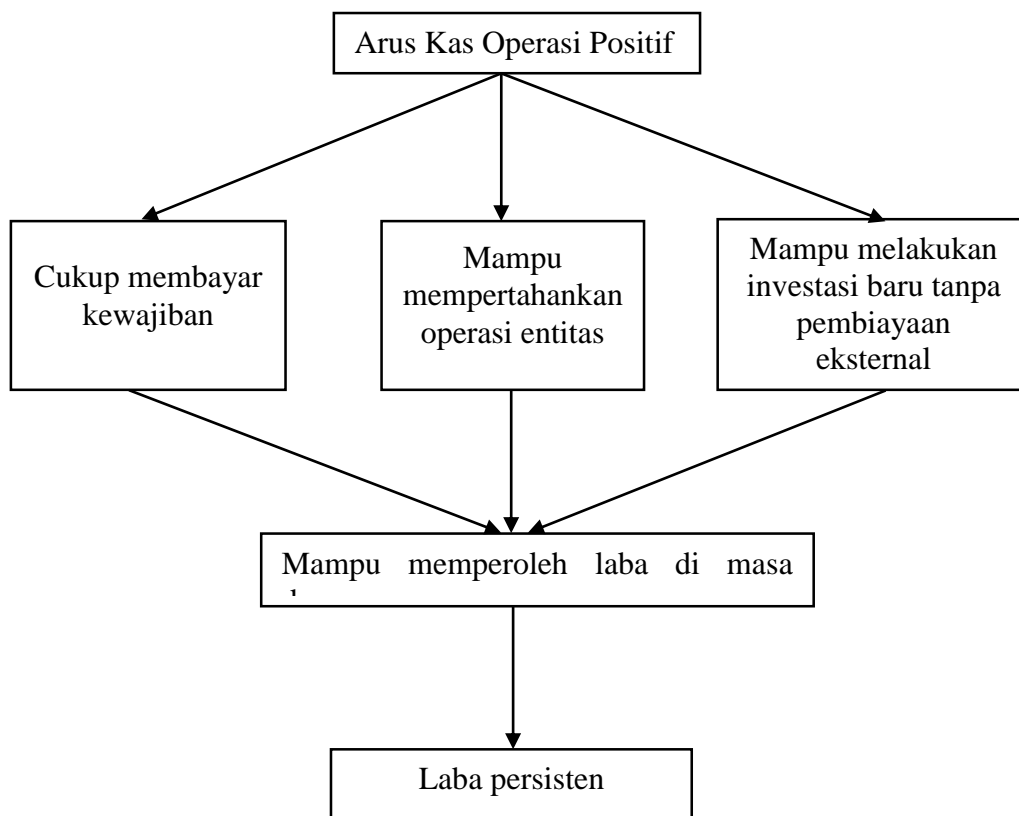 Arus Kas Operasi Positif
Cukup membayar
kewajiban
Mampu
mempertahankan
operasi entitas
Mampu melakukan
investasi baru tanpa
pembiayaan
eksternal
Mampu memperoleh laba di masa
Laba persisten